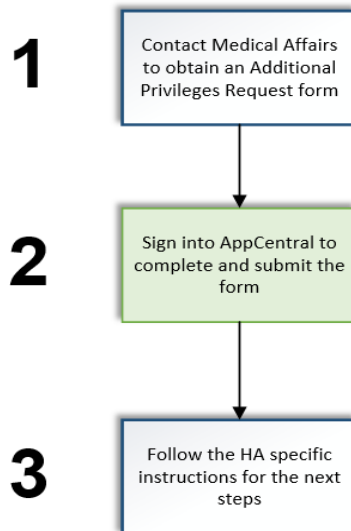 1
Contact Medical Affairs
to obtain an Additional
Privileges Request form
2
Sign into AppCentral to
complete and submit the
form
3
Follow the HA specific
instructions for the next
steps